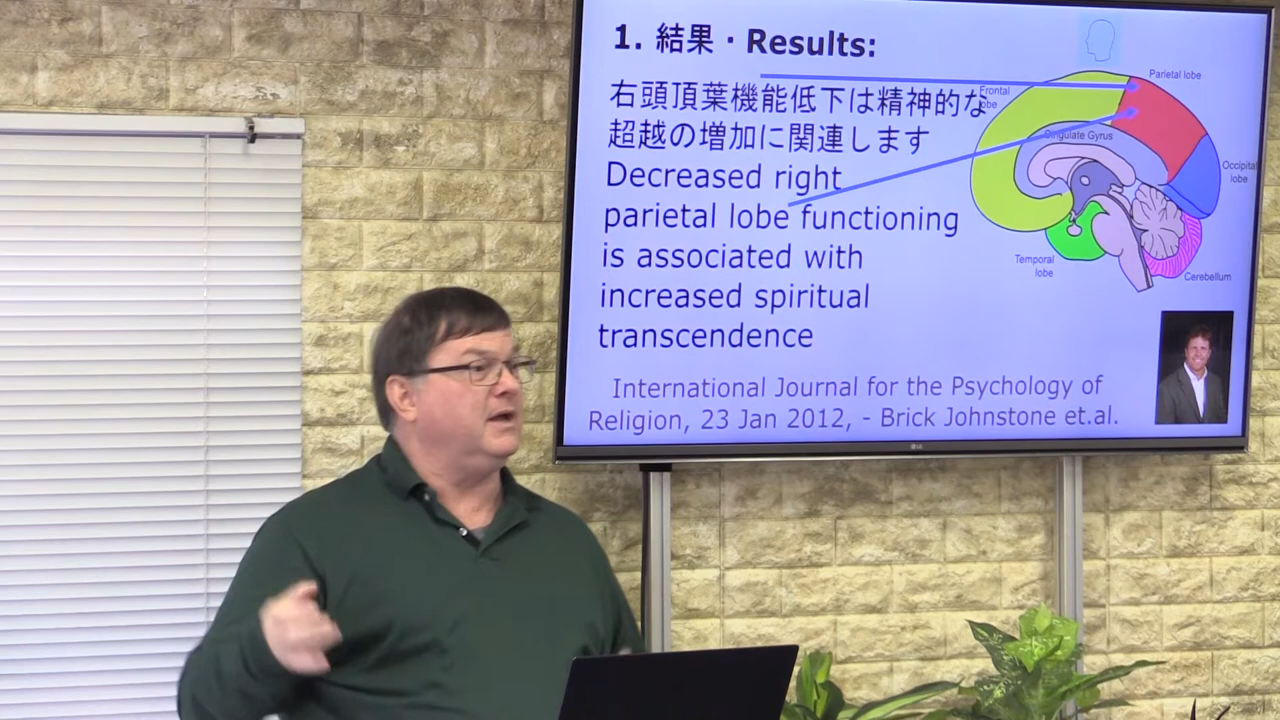 1. 結果・Results:
右頭頂葉機能低下は精神的な
超越の増加に関連します
Decreased right
parietal lobe functioning
is associated with
increased spiritual
transcendence
International Journal for the Psychology of
Religion, 23 Jan 2012, - Brick Johnstone et.al.
Parietal lobe
Frontal
lobe
Cingulate Gyrus
Occipital
lobe
Temporal
lobe
Cerebellum
LG